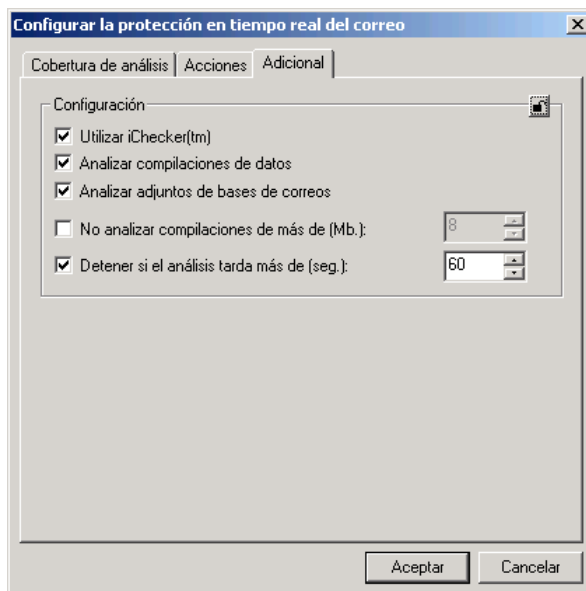 Configurar la protección en tiempo real del correo
Cobertura de análisis Acciones Adicional
Configuración
Utilizar iChecker(tm)
Analizar compilaciones de datos
Analizar adjuntos de bases de correos
No analizar compilaciones de más de (Mb.): 8
Detener si el análisis tarda más de (seg.): 60
Aceptar Cancelar